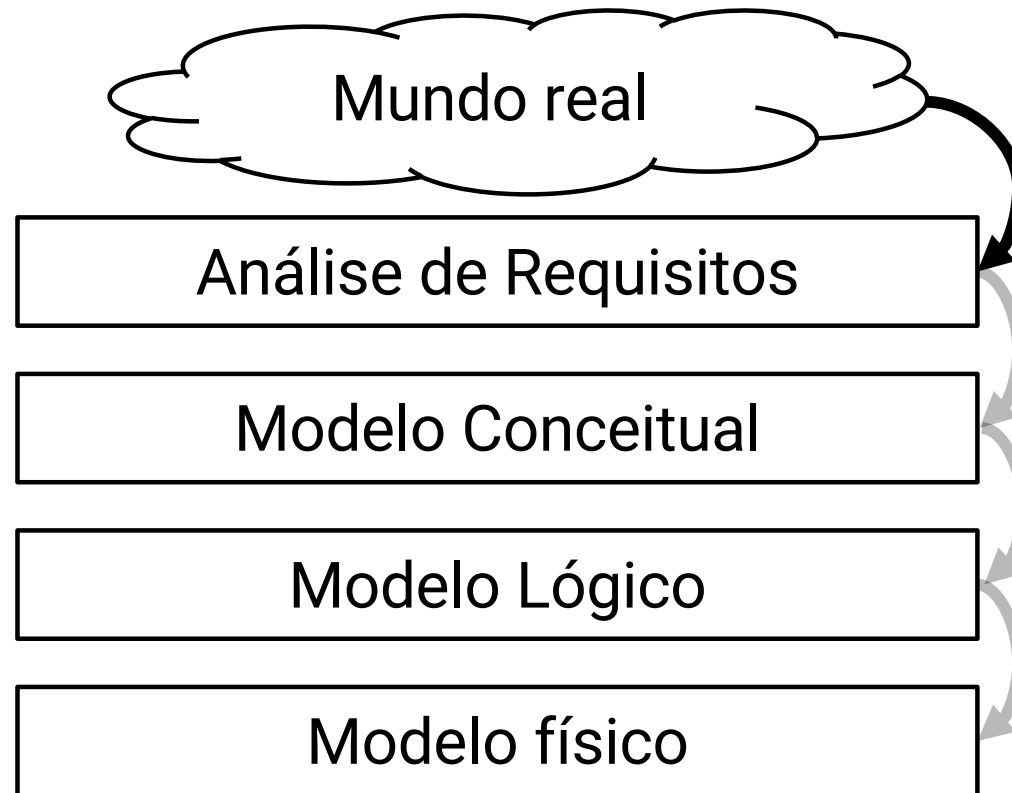 Mundo real
Análise de Requisitos
Modelo Conceitual
Modelo Lógico
Modelo físico